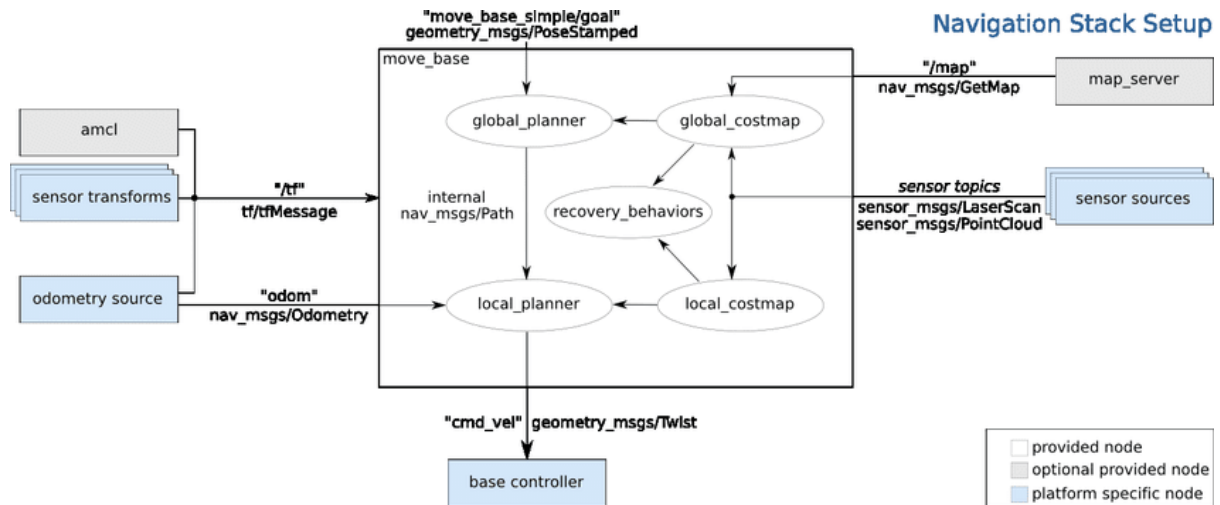 Navigation Stack Setup
"move_base_simple/goal"
geometry_msgs/PoseStamped
move_base
"/map"
nav_msgs/GetMap
map_server
global_planner
global_costmap
amcl
sensor transforms
"/tf"
tf/tfMessage
internal
nav_msgs/Path
recovery_behaviors
sensor topics
sensor_msgs/LaserScan
sensor_msgs/PointCloud
sensor sources
odometry source
"odom"
nav_msgs/Odometry
local_planner
local_costmap
"cmd_vel" geometry_msgs/Twist
base controller
provided node
optional provided node
platform specific node